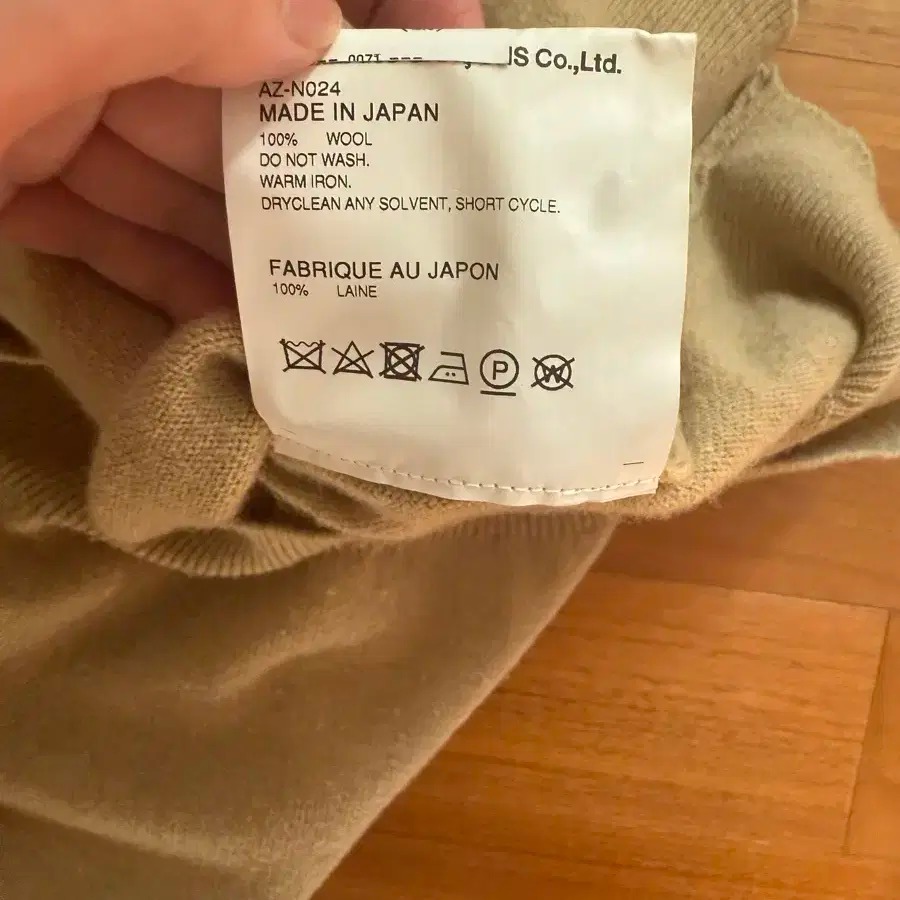 0071
S Co.,Ltd.
AZ-N024
MADE IN JAPAN
100% WOOL
DO NOT WASH.
WARM IRON.
DRYCLEAN ANY SOLVENT, SHORT CYCLE.
FABRIQUE AU JAPON
100% LAINE
P W